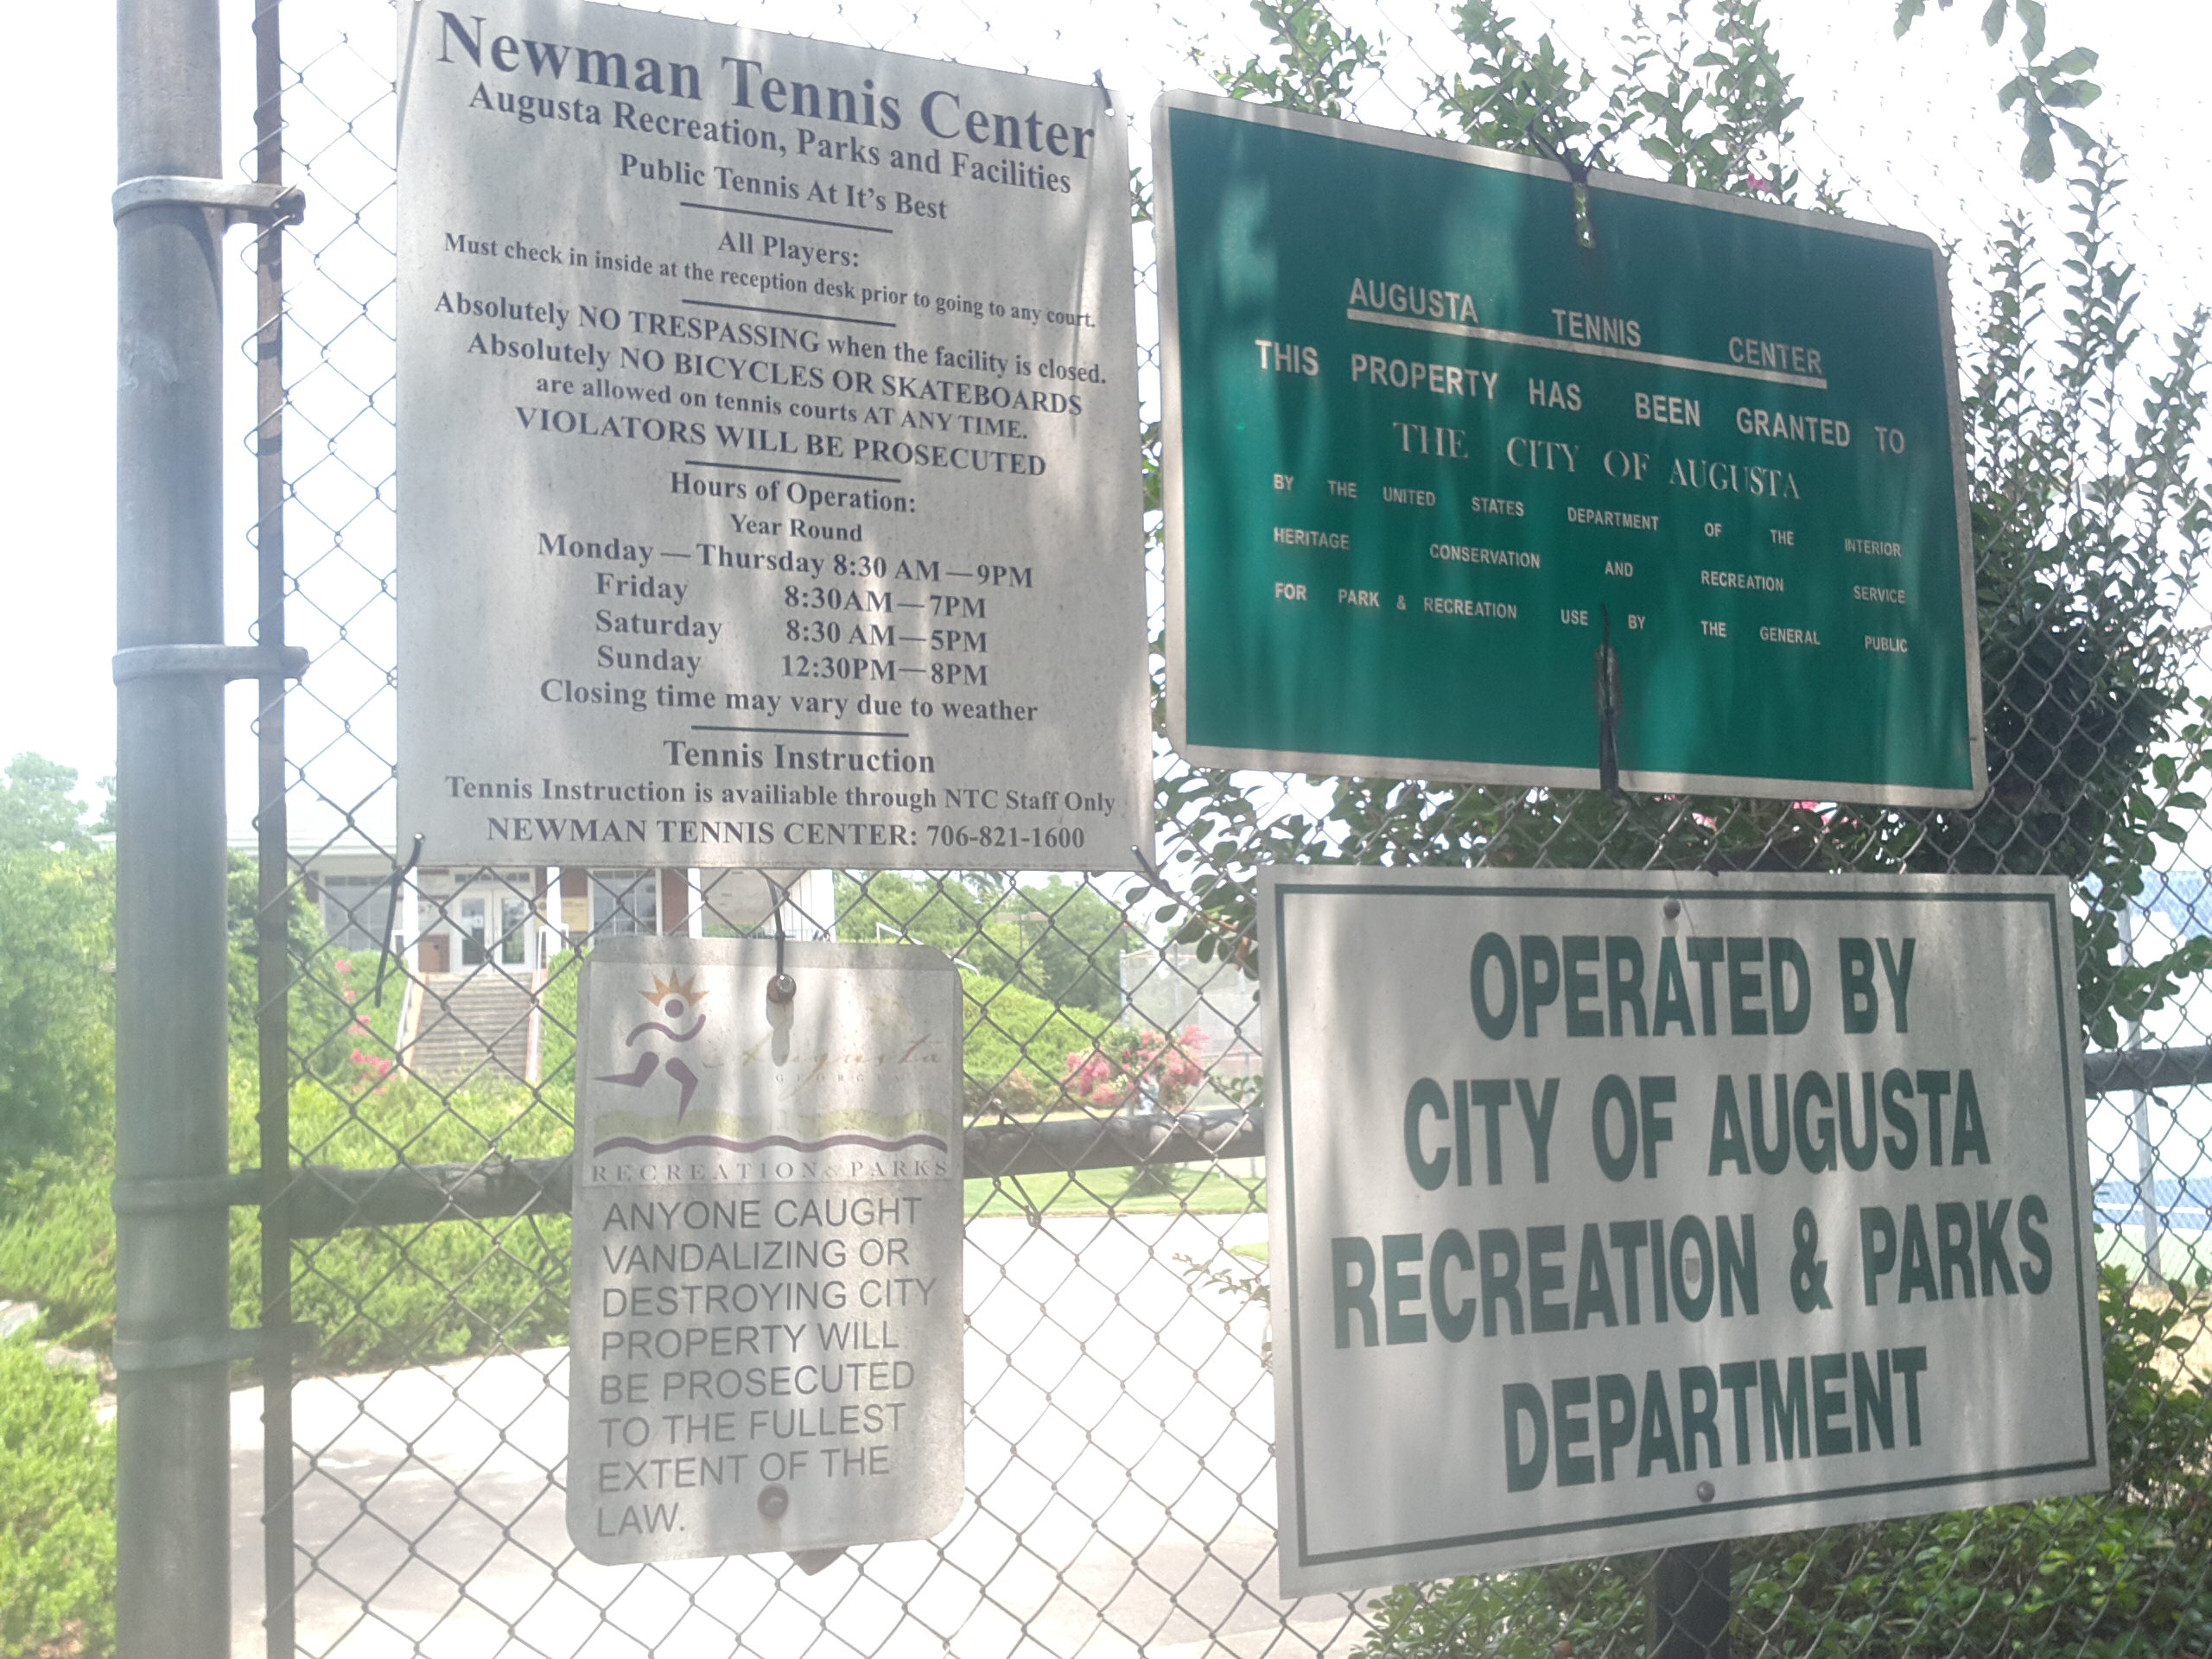 Newman Tennis Center
Augusta Recreation, Parks and Facilities
Public Tennis At It's Best
All Players:
Must check in inside at the reception desk prior to going to any court.
Absolutely NO TRESPASSING when the facility is closed.
Absolutely NO BICYCLES OR SKATEBOARDS
are allowed on tennis courts AT ANY TIME.
VIOLATORS WILL BE PROSECUTED
Hours of Operation:
Year Round
Monday — Thursday 8:30 AM — 9PM
Friday 8:30AM — 7PM
Saturday 8:30 AM — 5PM
Sunday 12:30PM — 8PM
Closing time may vary due to weather
Tennis Instruction
Tennis Instruction is availiable through NTC Staff Only
NEWMAN TENNIS CENTER: 706-821-1600
AUGUSTA TENNIS CENTER
THIS PROPERTY HAS BEEN GRANTED TO
THE CITY OF AUGUSTA
BY THE UNITED STATES DEPARTMENT OF THE INTERIOR
HERITAGE CONSERVATION AND RECREATION SERVICE
FOR PARK & RECREATION USE BY THE GENERAL PUBLIC
Augusta
GEORGIA
RECREATION & PARKS
ANYONE CAUGHT
VANDALIZING OR
DESTROYING CITY
PROPERTY WILL
BE PROSECUTED
TO THE FULLEST
EXTENT OF THE
LAW.
OPERATED BY
CITY OF AUGUSTA
RECREATION & PARKS
DEPARTMENT